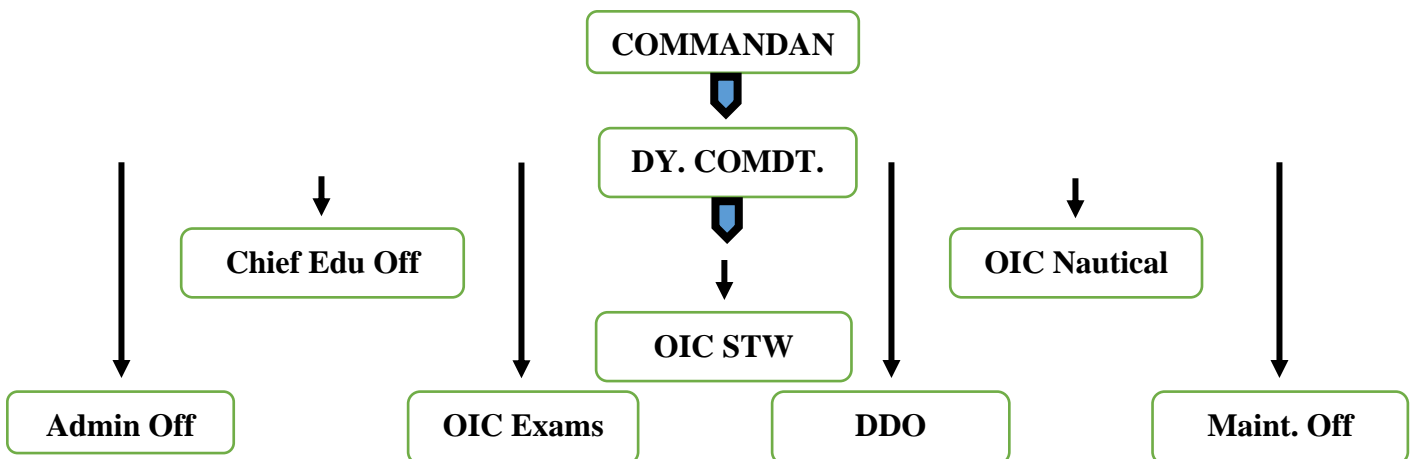 COMMANDAN
DY. COMDT.
Chief Edu Off
OIC Nautical
OIC STW
Admin Off
OIC Exams
DDO
Maint. Off